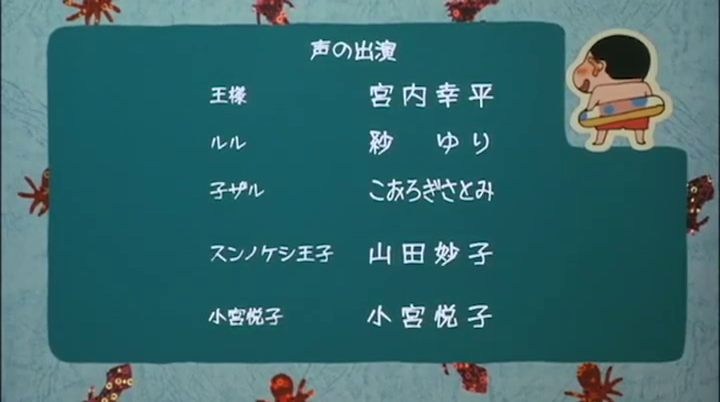 声の出演
王様 宮内幸平
ルル 紗 ゆり
子ザル こおろぎさとみ
スンノケシ王子 山田妙子
小宮悦子 小宮悦子